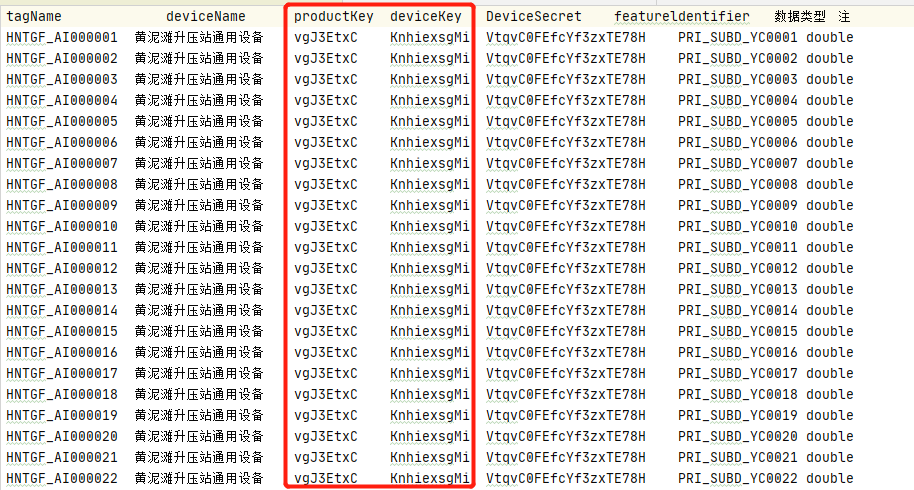 tagName deviceName productKey deviceKey DeviceSecret featureldentifier 数据类型 注
HNTGF_AI000001 黄泥滩升压站通用设备 vgJ3EtxC KnhiexsgMi VtqvC0FEfcYf3zxTE78H PRI_SUBD_YC0001 double
HNTGF_AI000002 黄泥滩升压站通用设备 vgJ3EtxC KnhiexsgMi VtqvC0FEfcYf3zxTE78H PRI_SUBD_YC0002 double
HNTGF_AI000003 黄泥滩升压站通用设备 vgJ3EtxC KnhiexsgMi VtqvC0FEfcYf3zxTE78H PRI_SUBD_YC0003 double
HNTGF_AI000004 黄泥滩升压站通用设备 vgJ3EtxC KnhiexsgMi VtqvC0FEfcYf3zxTE78H PRI_SUBD_YC0004 double
HNTGF_AI000005 黄泥滩升压站通用设备 vgJ3EtxC KnhiexsgMi VtqvC0FEfcYf3zxTE78H PRI_SUBD_YC0005 double
HNTGF_AI000006 黄泥滩升压站通用设备 vgJ3EtxC KnhiexsgMi VtqvC0FEfcYf3zxTE78H PRI_SUBD_YC0006 double
HNTGF_AI000007 黄泥滩升压站通用设备 vgJ3EtxC KnhiexsgMi VtqvC0FEfcYf3zxTE78H PRI_SUBD_YC0007 double
HNTGF_AI000008 黄泥滩升压站通用设备 vgJ3EtxC KnhiexsgMi VtqvC0FEfcYf3zxTE78H PRI_SUBD_YC0008 double
HNTGF_AI000009 黄泥滩升压站通用设备 vgJ3EtxC KnhiexsgMi VtqvC0FEfcYf3zxTE78H PRI_SUBD_YC0009 double
HNTGF_AI000010 黄泥滩升压站通用设备 vgJ3EtxC KnhiexsgMi VtqvC0FEfcYf3zxTE78H PRI_SUBD_YC0010 double
HNTGF_AI000011 黄泥滩升压站通用设备 vgJ3EtxC KnhiexsgMi VtqvC0FEfcYf3zxTE78H PRI_SUBD_YC0011 double
HNTGF_AI000012 黄泥滩升压站通用设备 vgJ3EtxC KnhiexsgMi VtqvC0FEfcYf3zxTE78H PRI_SUBD_YC0012 double
HNTGF_AI000013 黄泥滩升压站通用设备 vgJ3EtxC KnhiexsgMi VtqvC0FEfcYf3zxTE78H PRI_SUBD_YC0013 double
HNTGF_AI000014 黄泥滩升压站通用设备 vgJ3EtxC KnhiexsgMi VtqvC0FEfcYf3zxTE78H PRI_SUBD_YC0014 double
HNTGF_AI000015 黄泥滩升压站通用设备 vgJ3EtxC KnhiexsgMi VtqvC0FEfcYf3zxTE78H PRI_SUBD_YC0015 double
HNTGF_AI000016 黄泥滩升压站通用设备 vgJ3EtxC KnhiexsgMi VtqvC0FEfcYf3zxTE78H PRI_SUBD_YC0016 double
HNTGF_AI000017 黄泥滩升压站通用设备 vgJ3EtxC KnhiexsgMi VtqvC0FEfcYf3zxTE78H PRI_SUBD_YC0017 double
HNTGF_AI000018 黄泥滩升压站通用设备 vgJ3EtxC KnhiexsgMi VtqvC0FEfcYf3zxTE78H PRI_SUBD_YC0018 double
HNTGF_AI000019 黄泥滩升压站通用设备 vgJ3EtxC KnhiexsgMi VtqvC0FEfcYf3zxTE78H PRI_SUBD_YC0019 double
HNTGF_AI000020 黄泥滩升压站通用设备 vgJ3EtxC KnhiexsgMi VtqvC0FEfcYf3zxTE78H PRI_SUBD_YC0020 double
HNTGF_AI000021 黄泥滩升压站通用设备 vgJ3EtxC KnhiexsgMi VtqvC0FEfcYf3zxTE78H PRI_SUBD_YC0021 double
HNTGF_AI000022 黄泥滩升压站通用设备 vgJ3EtxC KnhiexsgMi VtqvC0FEfcYf3zxTE78H PRI_SUBD_YC0022 double